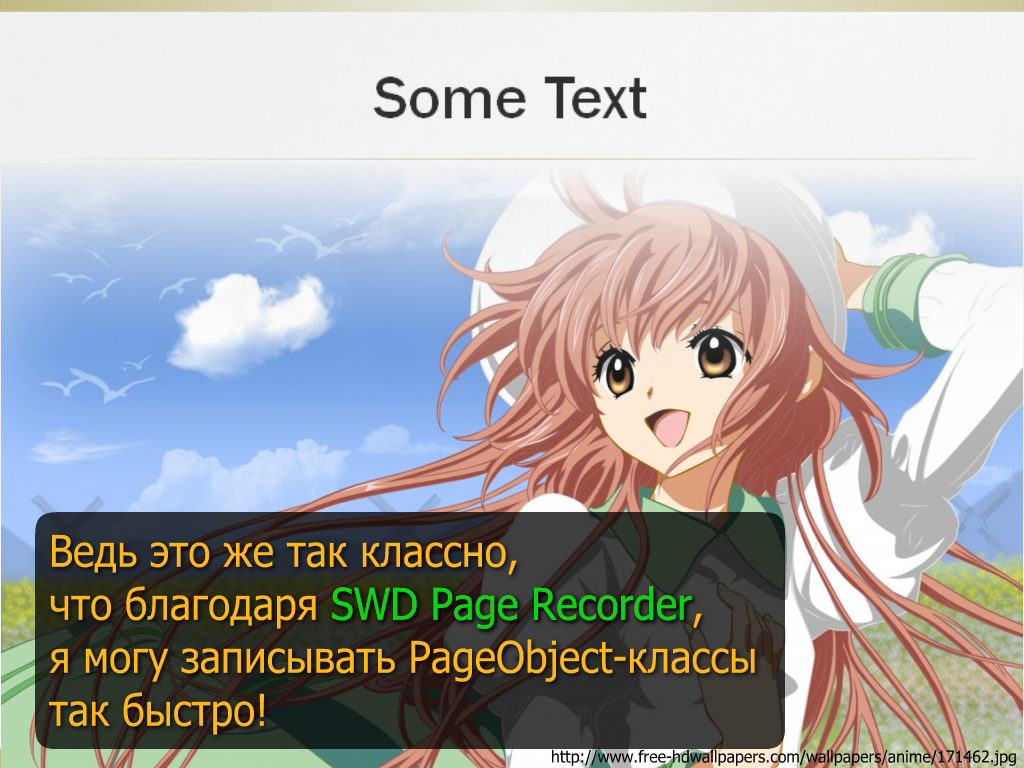 Some Text
Ведь это же так классно,
что благодаря SWD Page Recorder,
я могу записывать PageObject-классы
так быстро!
http://www.free-hdwallpapers.com/wallpapers/anime/171462.jpg